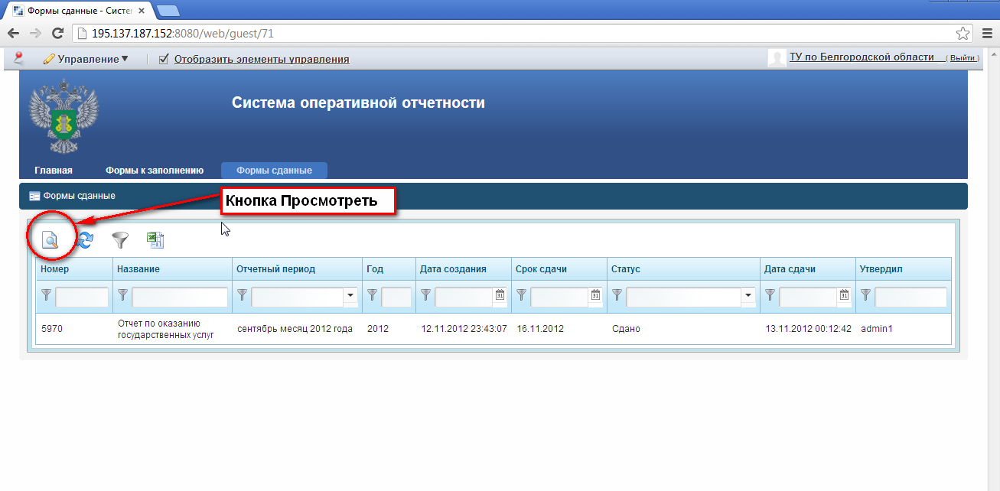 Формы сданные - Систе
195.137.187.152:8080/web/guest/71
Управление
Отобразить элементы управления
ТУ по Белгородской области (Выйти)
Система оперативной отчетности
Главная
Формы к заполнению
Формы сданные
Формы сданные
Кнопка Просмотреть
Номер Название Отчетный период Год Дата создания Срок сдачи Статус Дата сдачи Утвердил
31 31 31
5970 Отчет по оказанию государственных услуг сентябрь месяц 2012 года 2012 12.11.2012 23:43:07 16.11.2012 Сдано 13.11.2012 00:12:42 admin1